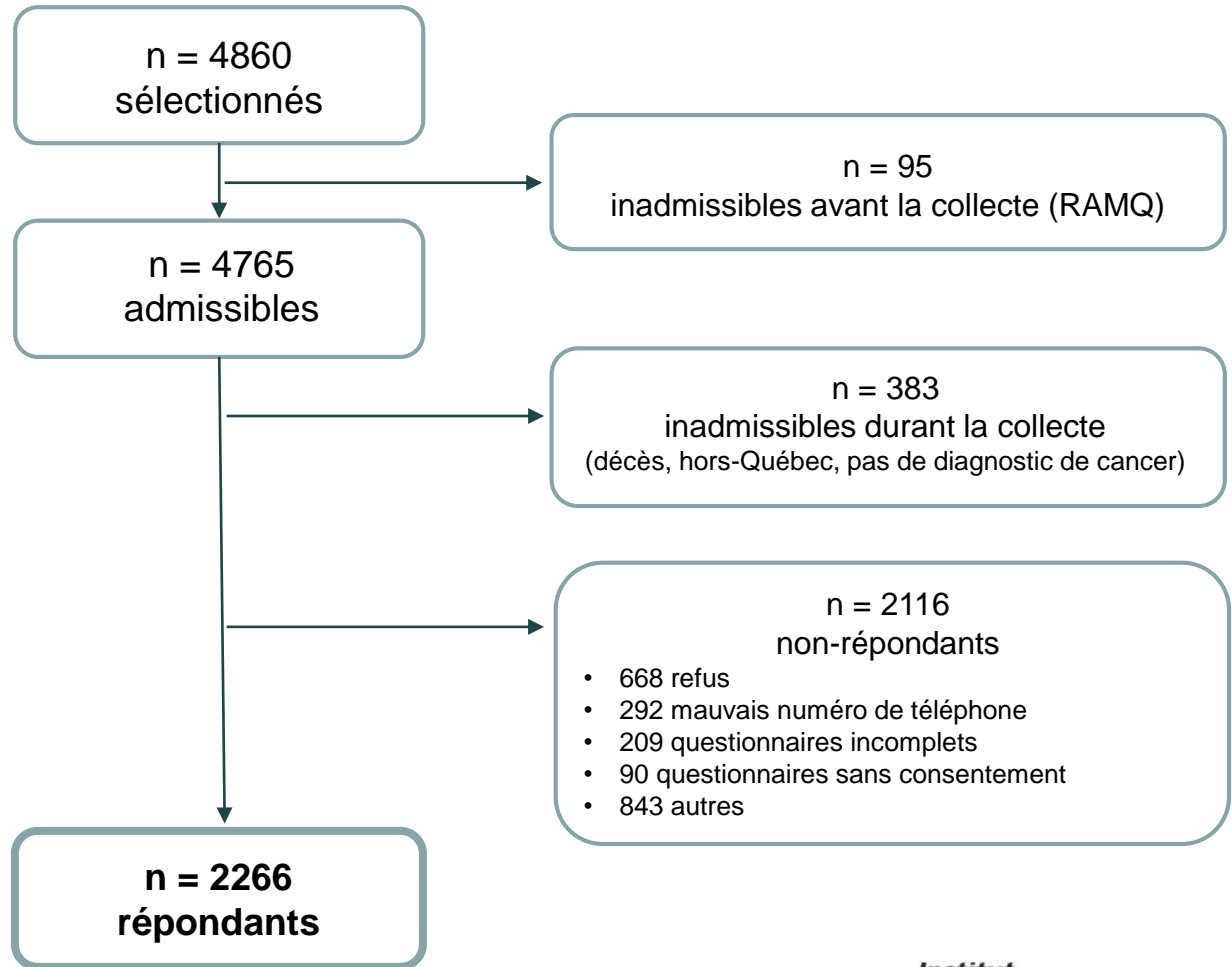 n = 4860
sélectionnés
n = 95
inadmissibles avant la collecte (RAMQ)
n = 4765
admissibles
n = 383
inadmissibles durant la collecte
(décès, hors-Québec, pas de diagnostic de cancer)
n = 2116
non-répondants
• 668 refus
• 292 mauvais numéro de téléphone
• 209 questionnaires incomplets
• 90 questionnaires sans consentement
• 843 autres
n = 2266
répondants
Institut